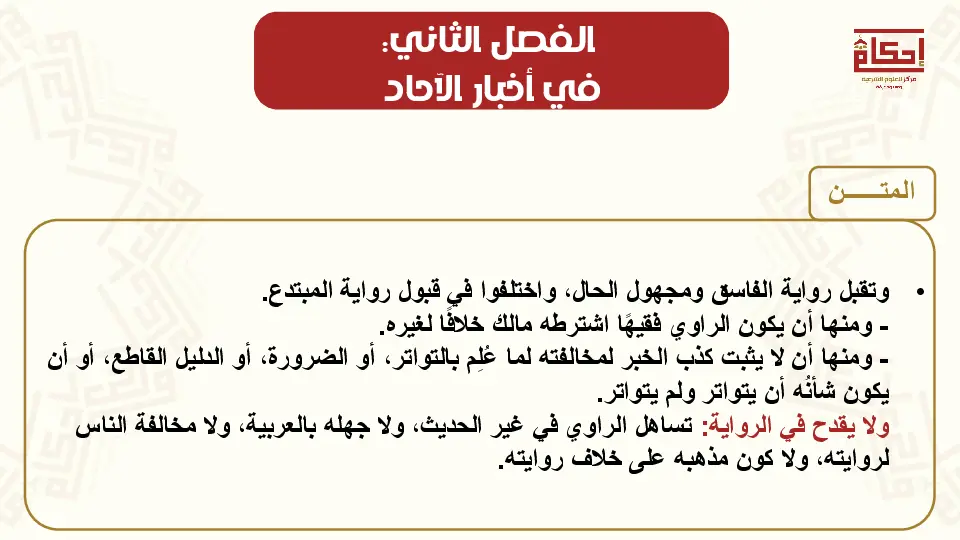 الفصل الثاني:
في أخبار الآحاد
إحكام
مركز للعلوم الشرعية
المتـــــن
• وتقبل رواية الفاسق ومجهول الحال، واختلفوا في قبول رواية المبتدع.
- ومنها أن يكون الراوي فقيهًا اشترطه مالك خلافًا لغيره.
- ومنها أن لا يثبت كذب الخبر لمخالفته لما عُلِم بالتواتر، أو الضرورة، أو الدليل القاطع، أو أن
يكون شأنُه أن يتواتر ولم يتواتر.
ولا يقدح في الرواية: تساهل الراوي في غير الحديث، ولا جهله بالعربية، ولا مخالفة الناس
لروايته، ولا كون مذهبه على خلاف روايته.